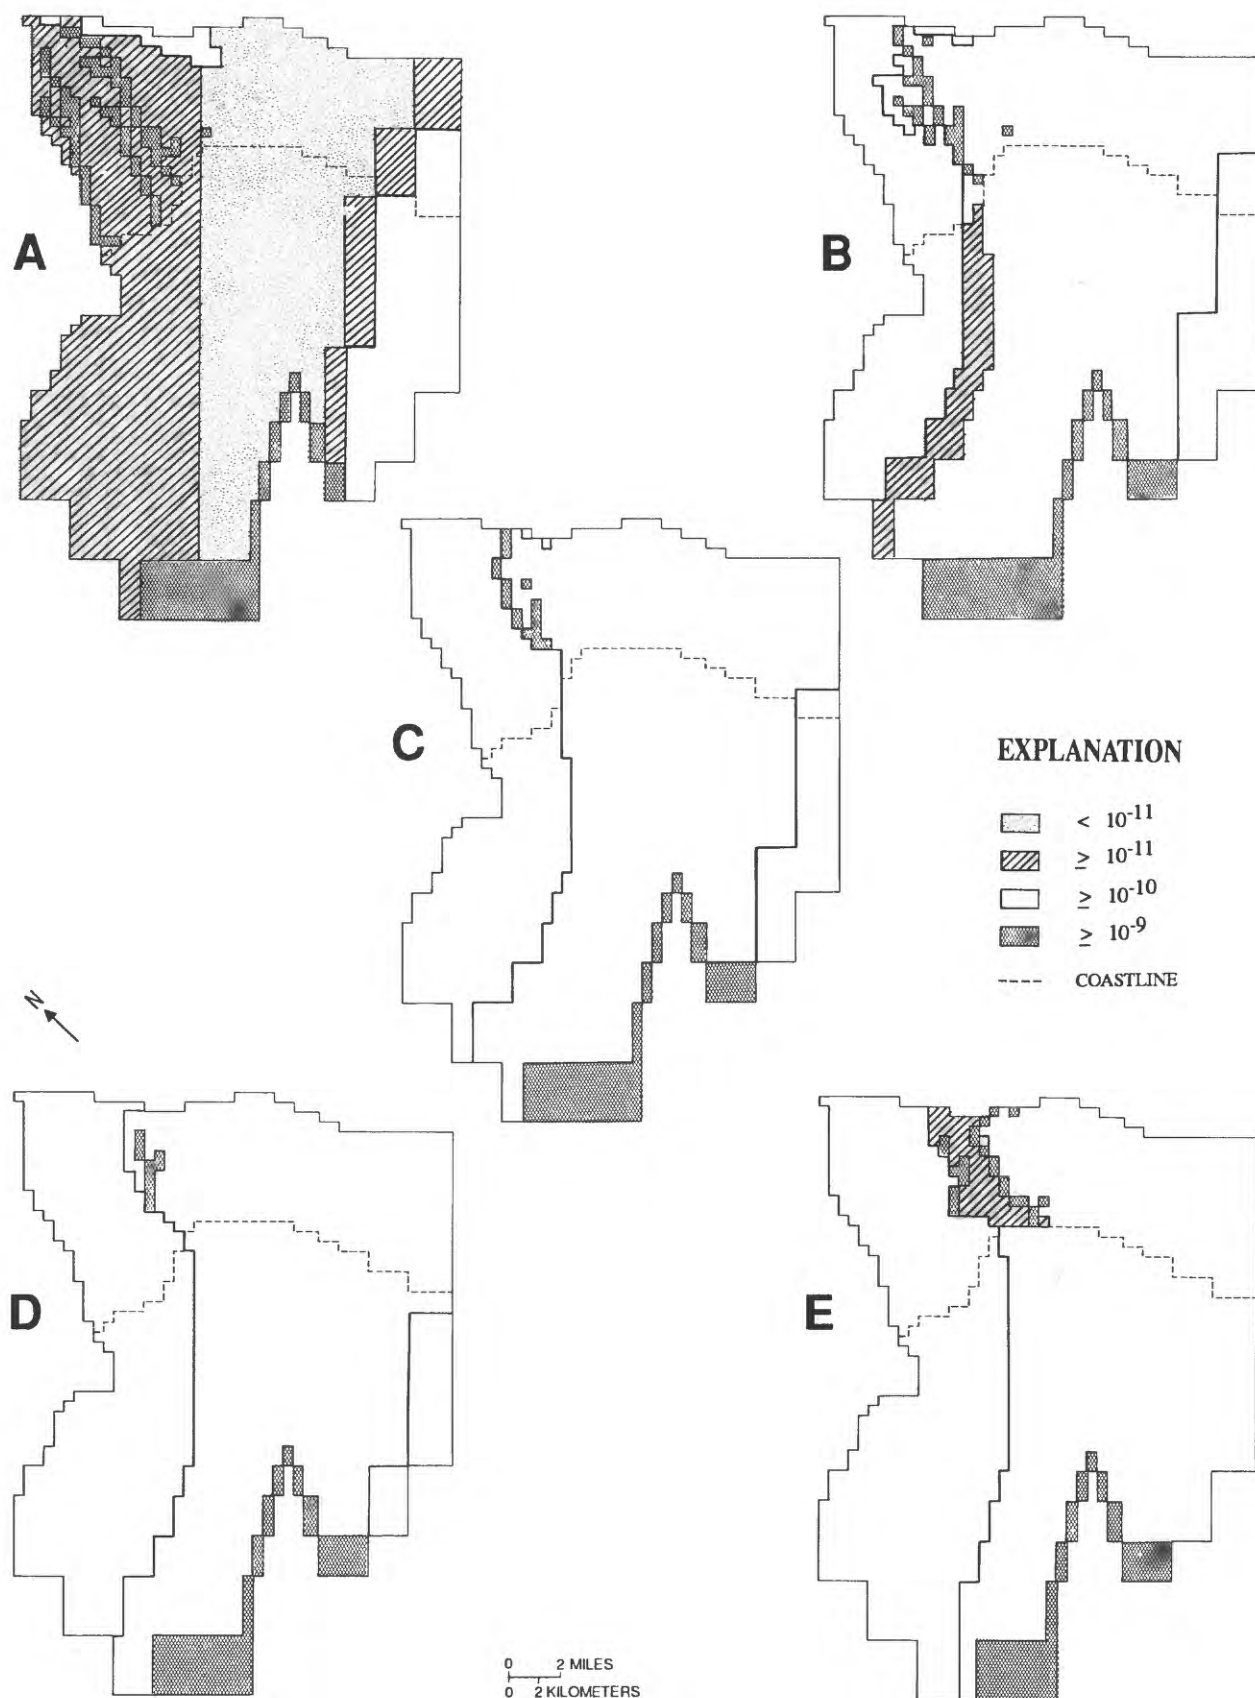 A
B
C
EXPLANATION
< 10⁻¹¹
≥ 10⁻¹¹
≥ 10⁻¹⁰
≥ 10⁻⁹
COASTLINE
N
D
E
0 2 MILES
0 2 KILOMETERS